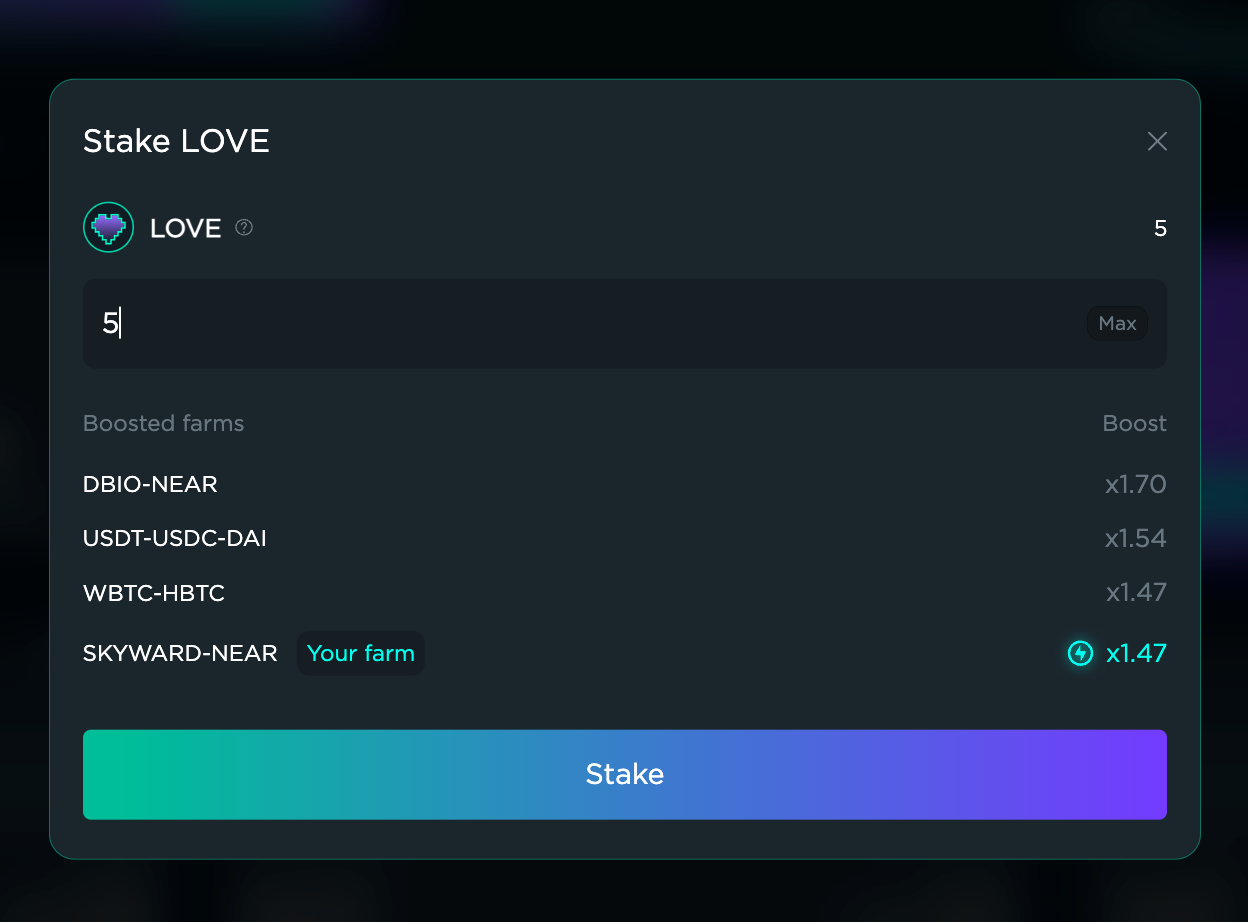 Stake LOVE
LOVE ? 5
5 Max
Boosted farms Boost
DBIO-NEAR x1.70
USDT-USDC-DAI x1.54
WBTC-HBTC x1.47
SKYWARD-NEAR Your farm x1.47
Stake